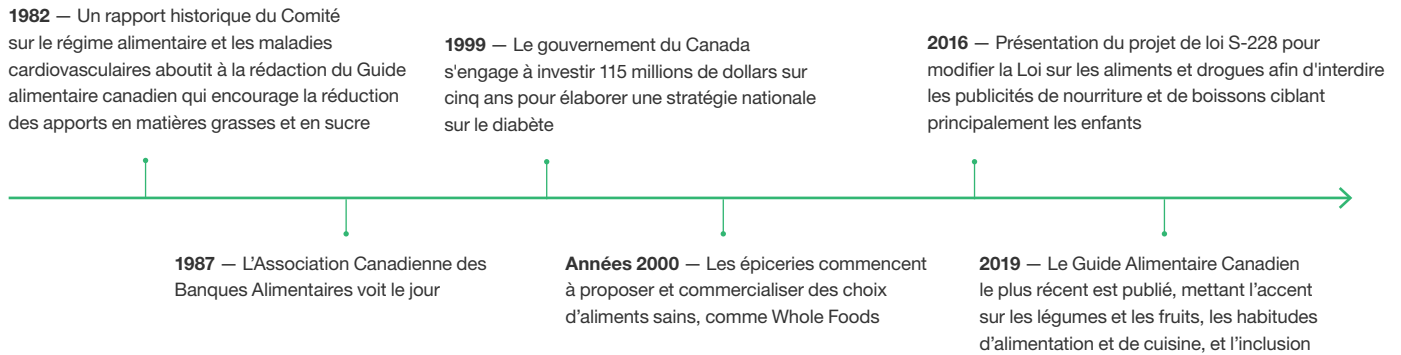 1982 — Un rapport historique du Comité
sur le régime alimentaire et les maladies
cardiovasculaires aboutit à la rédaction du Guide
alimentaire canadien qui encourage la réduction
des apports en matières grasses et en sucre
1999 — Le gouvernement du Canada
s'engage à investir 115 millions de dollars sur
cinq ans pour élaborer une stratégie nationale
sur le diabète
2016 — Présentation du projet de loi S-228 pour
modifier la Loi sur les aliments et drogues afin d'interdire
les publicités de nourriture et de boissons ciblant
principalement les enfants
1987 — L’Association Canadienne des
Banques Alimentaires voit le jour
Années 2000 — Les épiceries commencent
à proposer et commercialiser des choix
d’aliments sains, comme Whole Foods
2019 — Le Guide Alimentaire Canadien
le plus récent est publié, mettant l’accent
sur les légumes et les fruits, les habitudes
d’alimentation et de cuisine, et l’inclusion